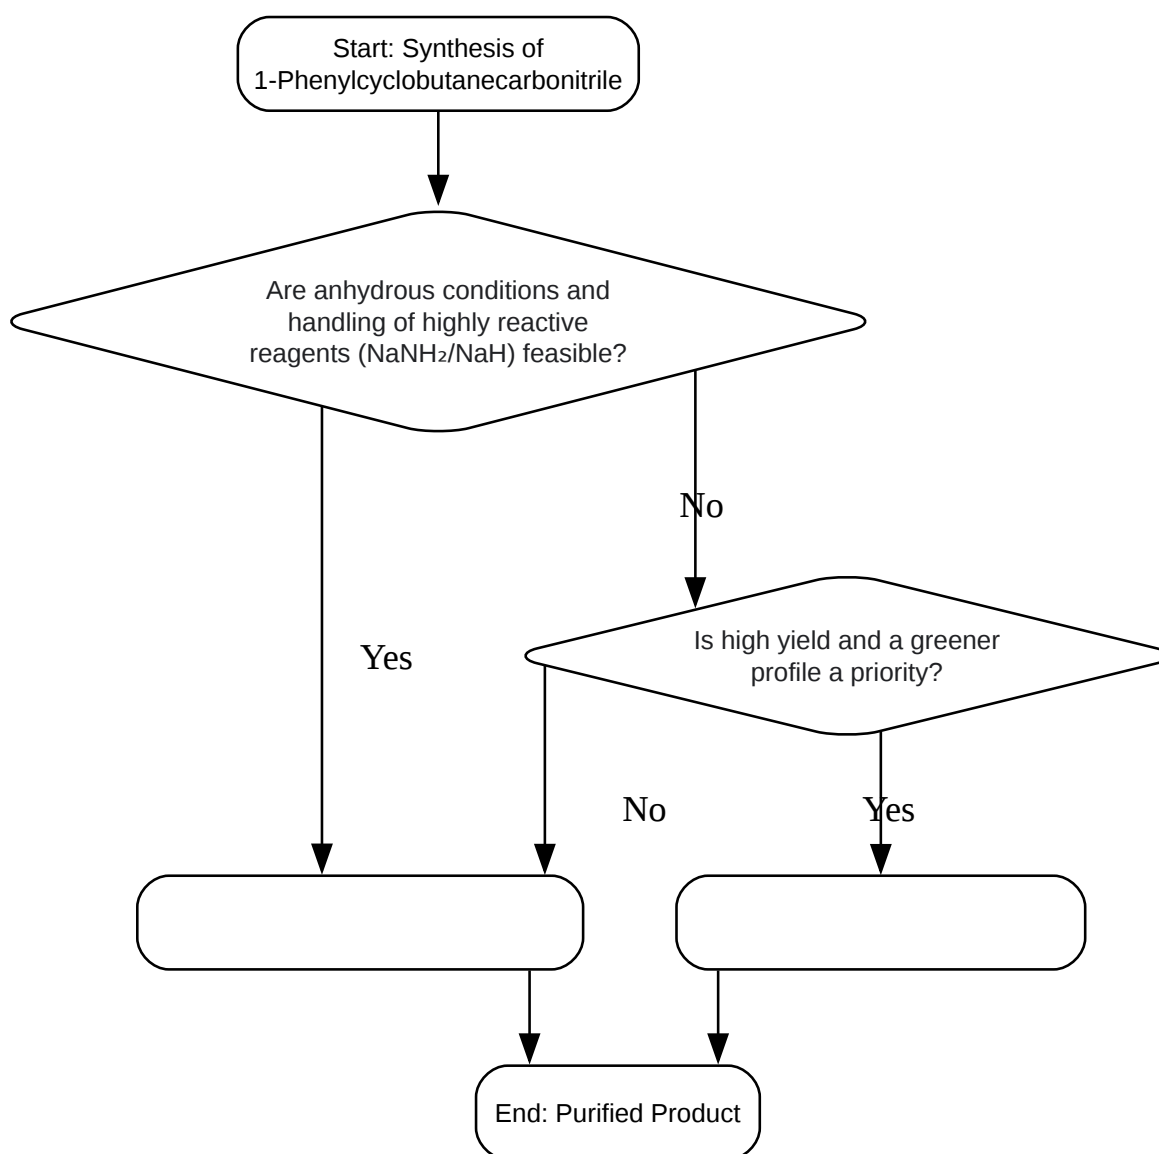 Start: Synthesis of
1-Phenylcyclobutanecarbonitrile
Are anhydrous conditions and
handling of highly reactive
reagents (NaNH₂/NaH) feasible?
No
Is high yield and a greener
profile a priority?
Yes
No
Yes
End: Purified Product